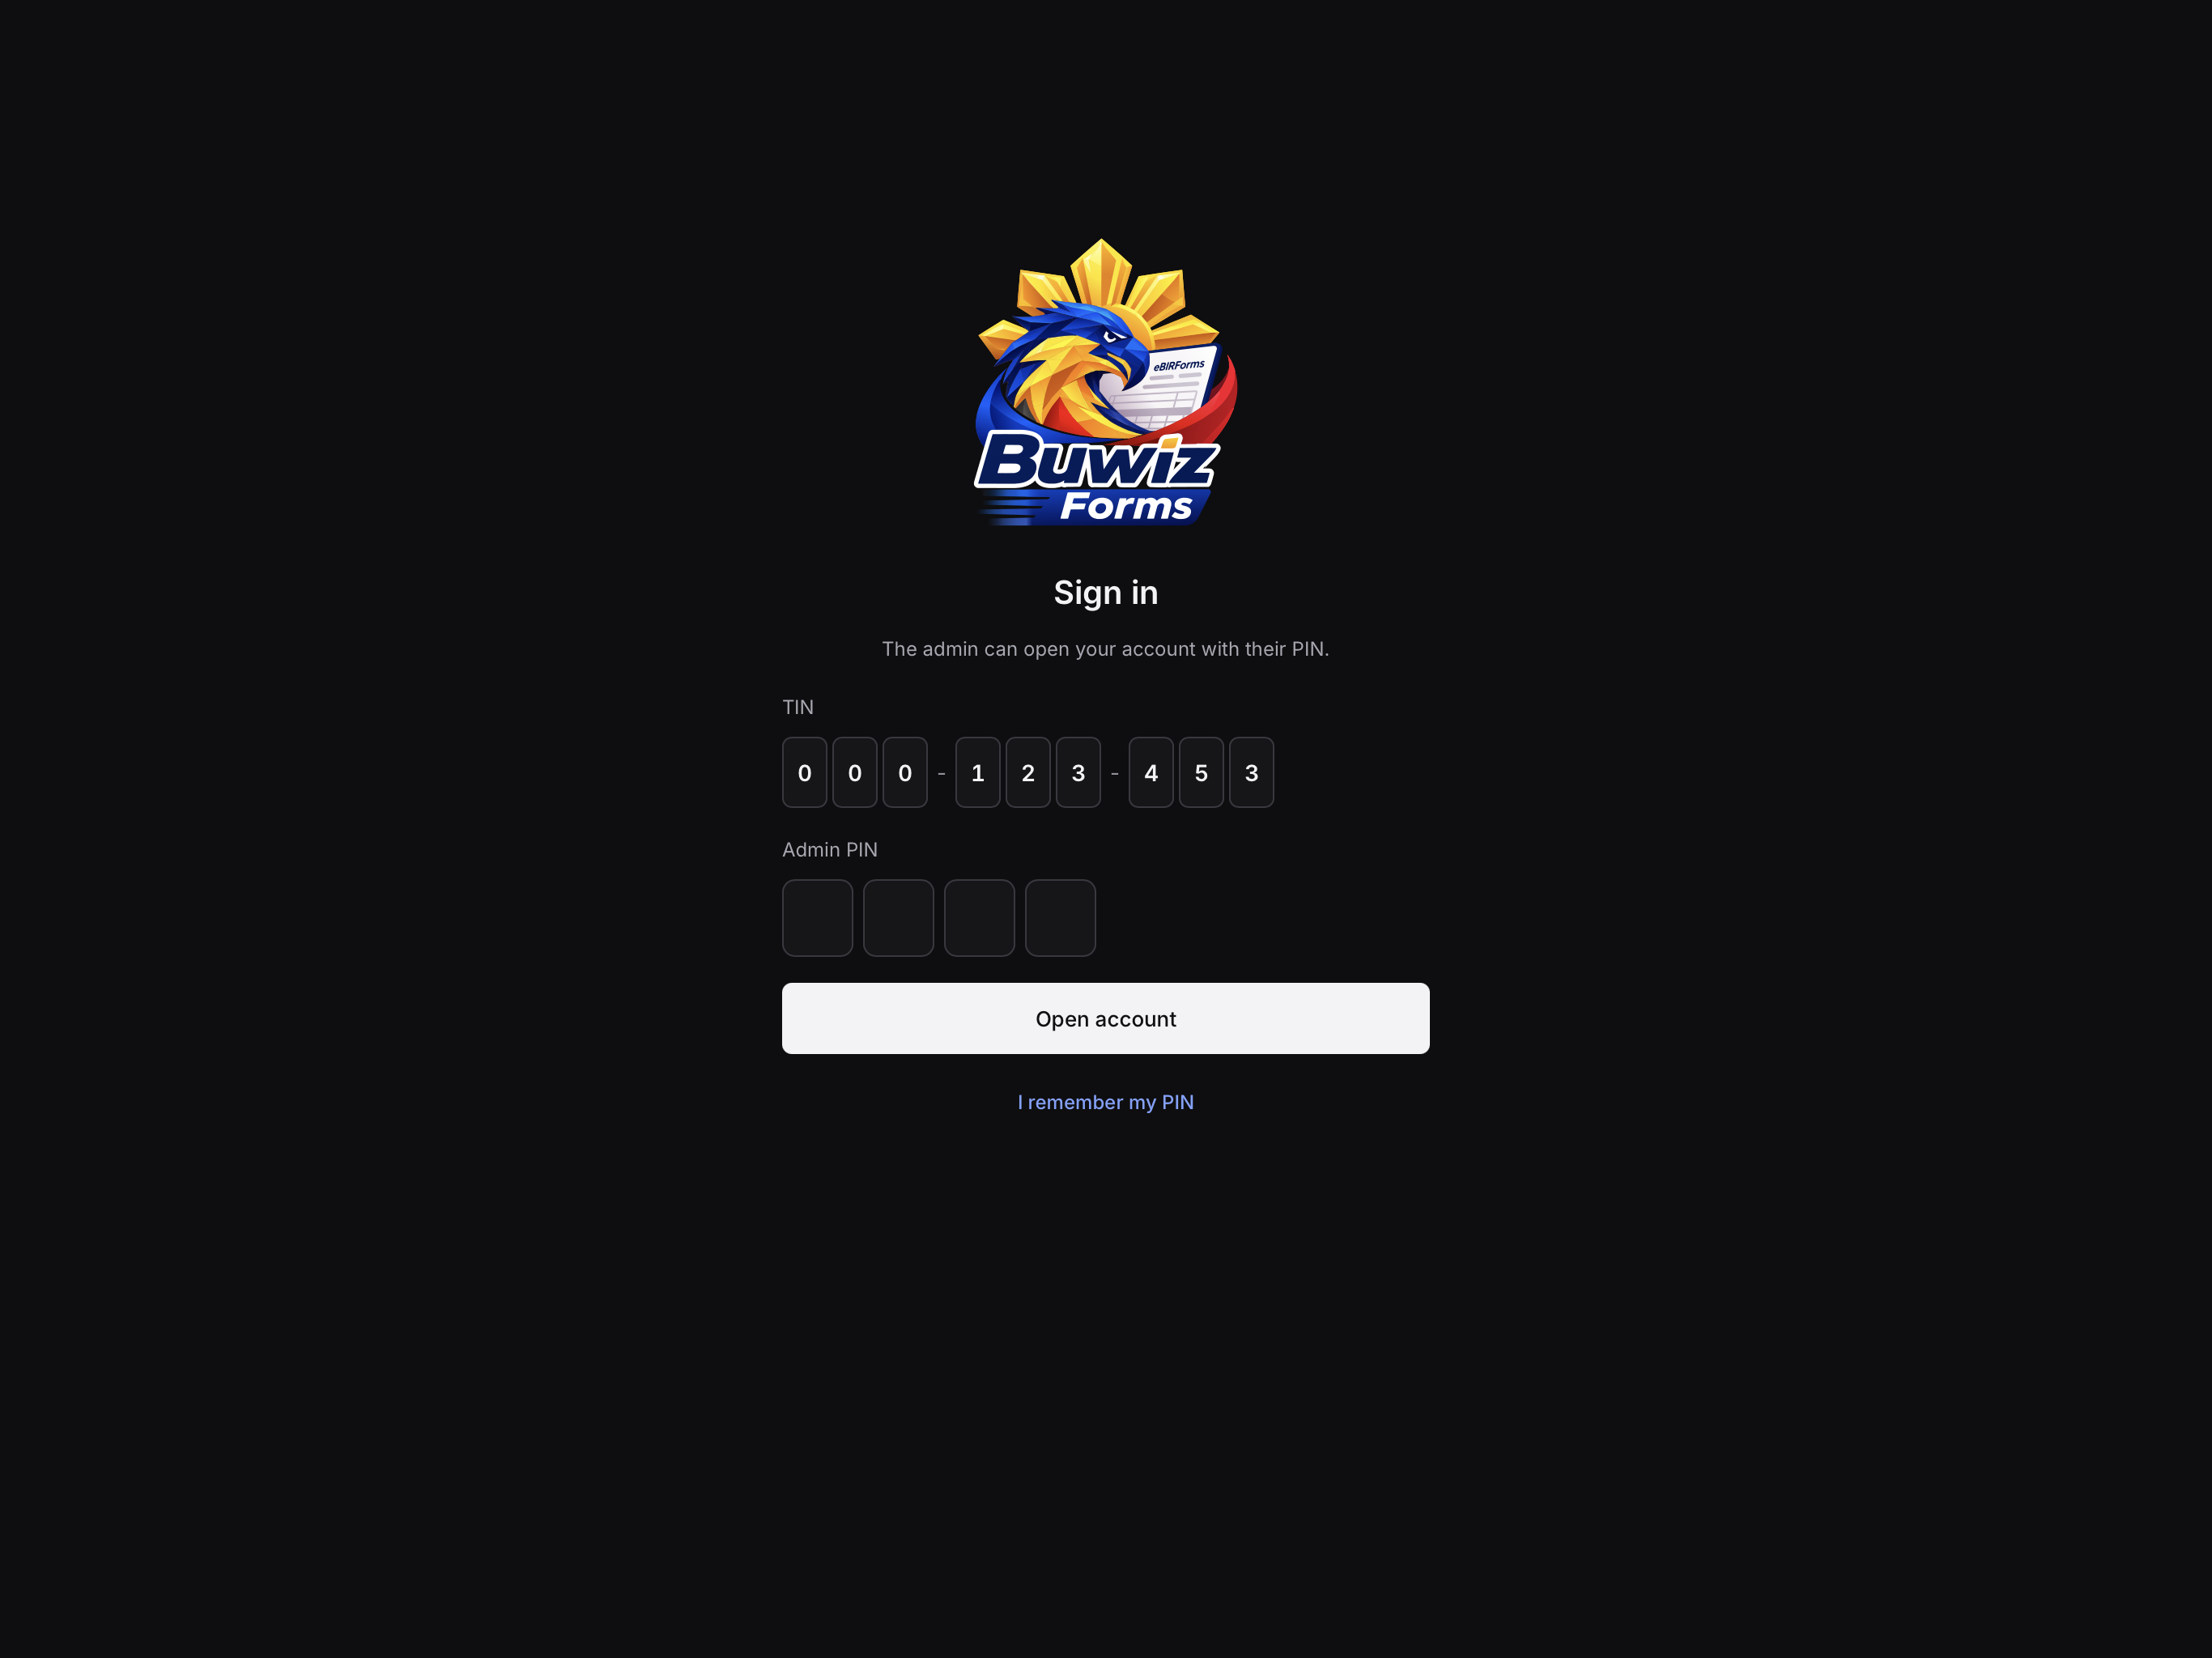 eBIRForms
Buwiz
Forms
Sign in
The admin can open your account with their PIN.
TIN
0 0 0 - 1 2 3 - 4 5 3
Admin PIN
Open account
I remember my PIN